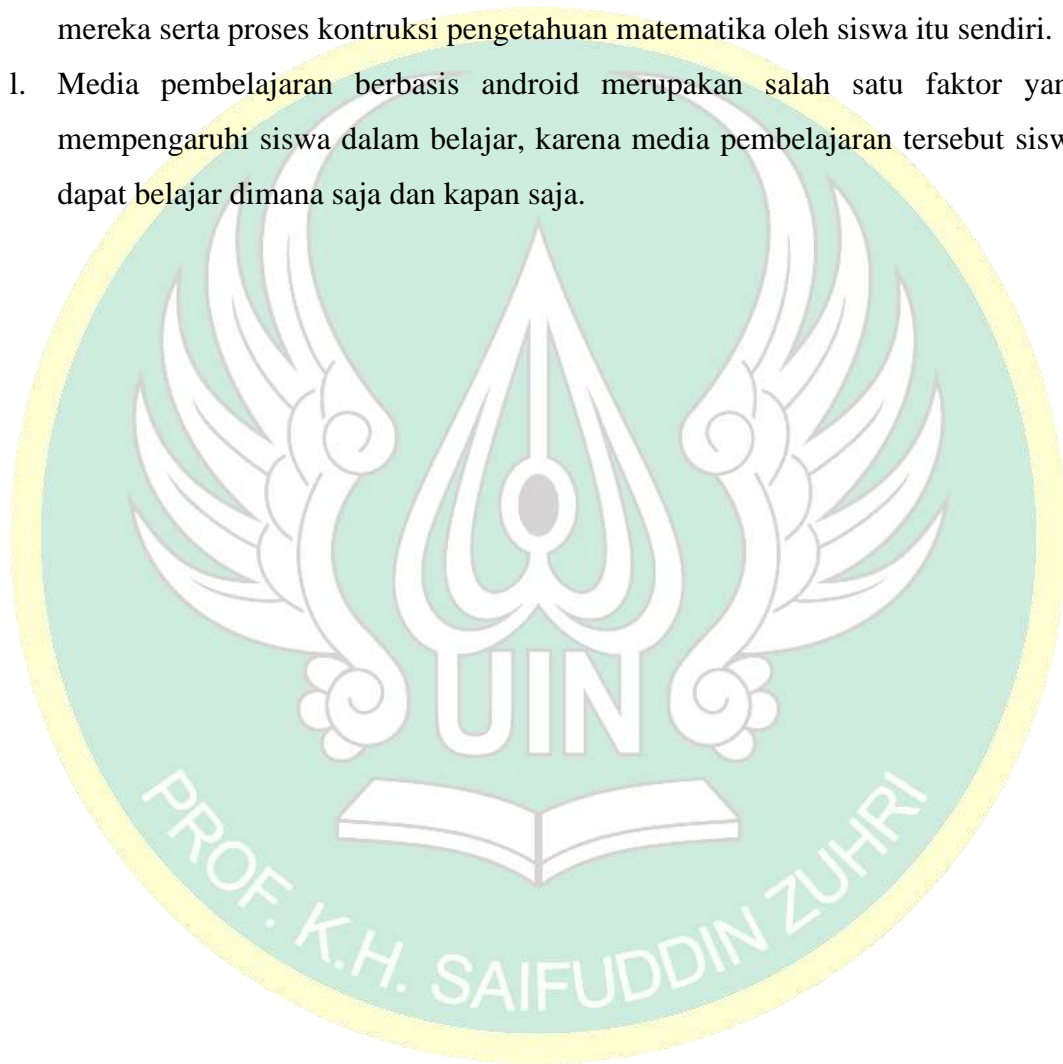 mereka serta proses kontruksi pengetahuan matematika oleh siswa itu sendiri.
l. Media pembelajaran berbasis android merupakan salah satu faktor yan
mempengaruhi siswa dalam belajar, karena media pembelajaran tersebut sisw
dapat belajar dimana saja dan kapan saja.
UIN
PROF. K.H. SAIFUDDIN ZUHRI